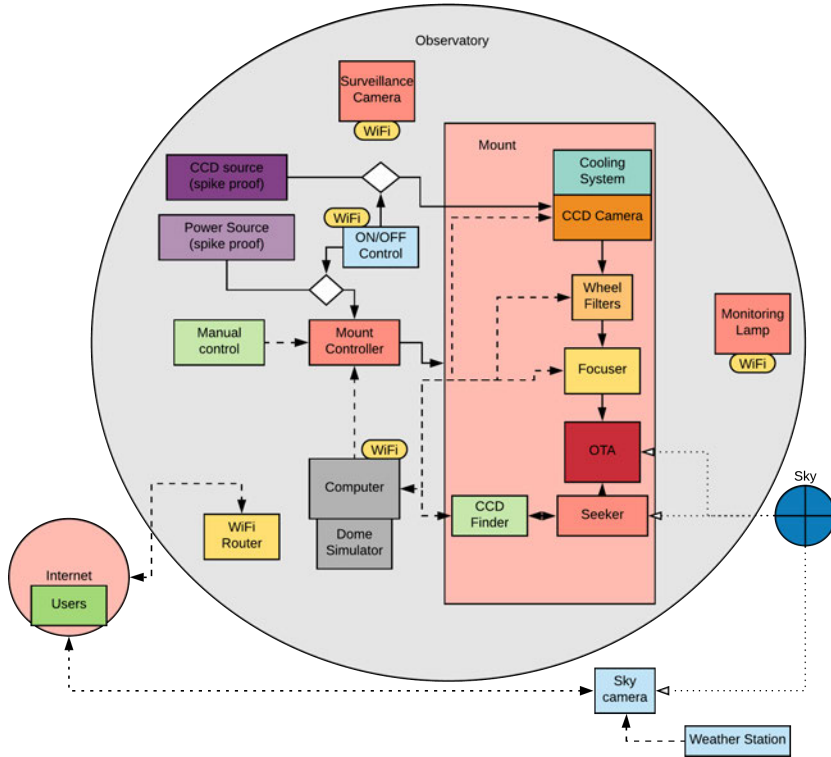 Observatory
Surveillance
Camera
WiFi
Mount
Cooling
System
CCD source
(spike proof)
CCD Camera
WiFi
Power Source
(spike proof)
ON/OFF
Control
Wheel
Filters
Monitoring
Lamp
WiFi
Manual
control
Mount
Controller
Focuser
WiFi
OTA
Sky
Computer
CCD
Finder
Seeker
WiFi
Router
Dome
Simulator
Internet
Users
Sky
camera
Weather Station